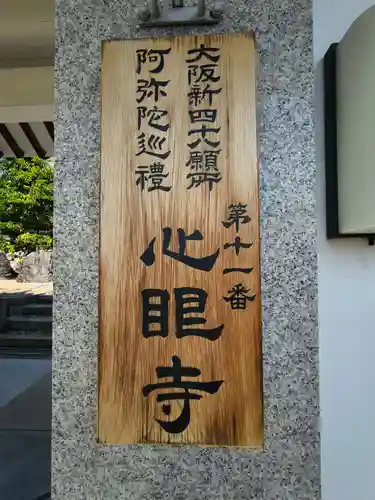 大阪新四十八願所
阿弥陀巡禮
第十一番
心眼寺